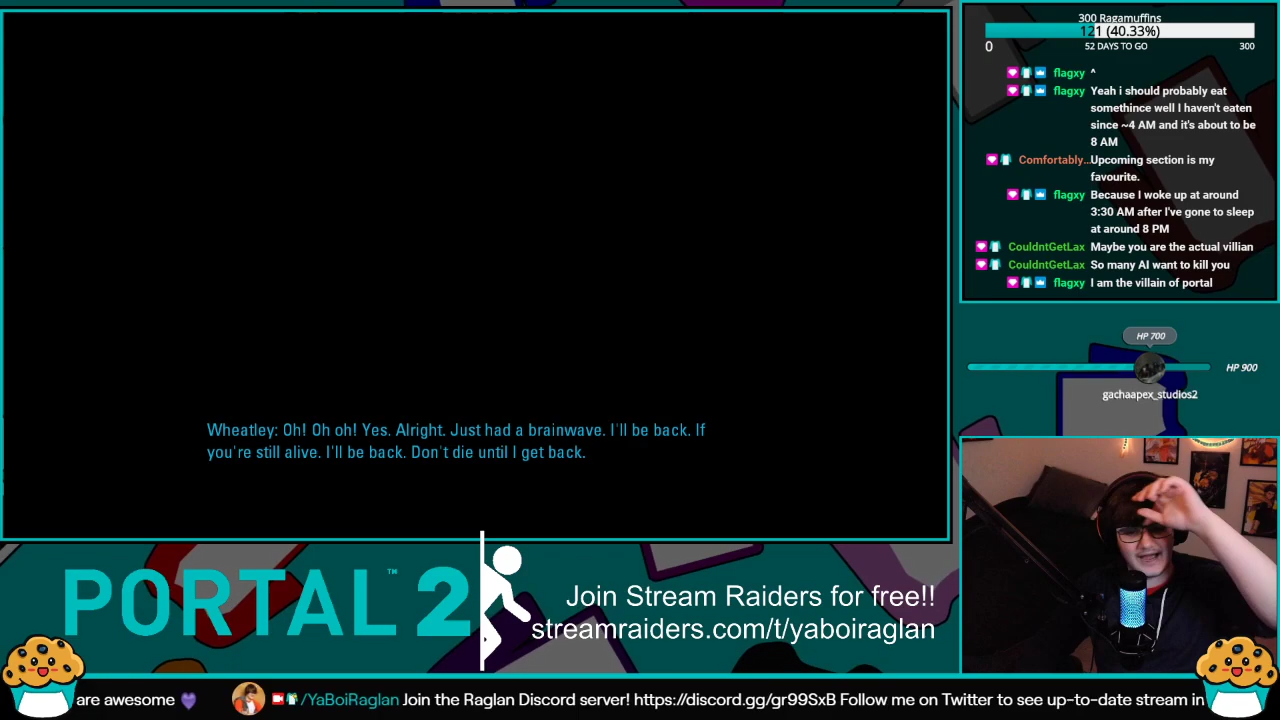 300 Ragamuffins
121 (40.33%)
0
52 DAYS TO GO
300
flagxy ^
flagxy Yeah i should probably eat
somethince well I haven't eaten
since ~4 AM and it's about to be
8 AM
Comfortably... Upcoming section is my
favourite.
flagxy Because I woke up at around
3:30 AM after I've gone to sleep
at around 8 PM
CouldntGetLax Maybe you are the actual villian
CouldntGetLax So many AI want to kill you
flagxy I am the villain of portal
HP 700
HP 900
gachaapex_studios2
Wheatley: Oh! Oh oh! Yes. Alright. Just had a brainwave. I'll be back. If
you're still alive. I'll be back. Don't die until I get back.
PORTAL™ 2
Join Stream Raiders for free!!
streamraiders.com/t/yaboiraglan
are awesome 💜 /YaBoiRaglan Join the Raglan Discord server! https://discord.gg/gr99SxB Follow me on Twitter to see up-to-date stream in